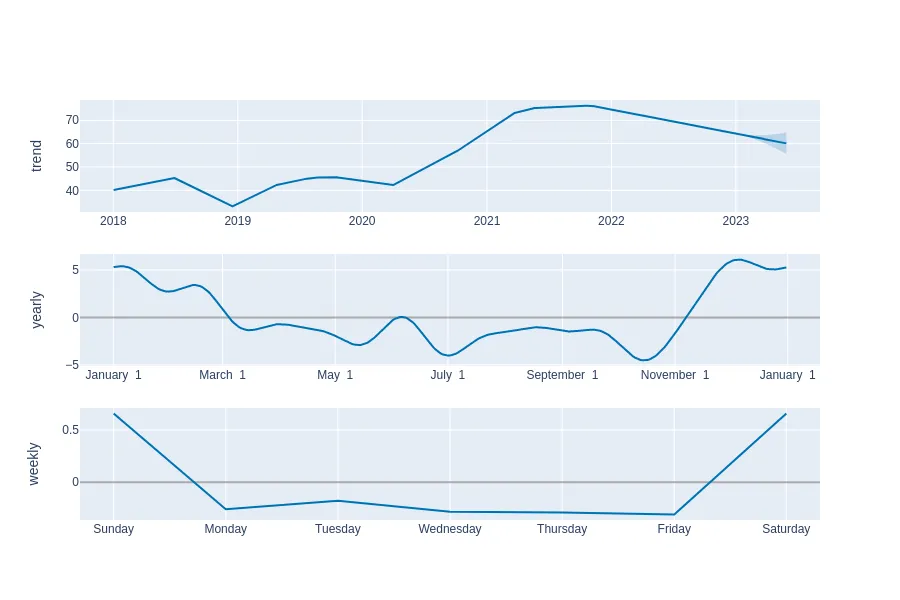 trend
70
60
50
40
2018 2019 2020 2021 2022 2023
yearly
5
0
−5
January 1 March 1 May 1 July 1 September 1 November 1 January 1
weekly
0.5
0
Sunday Monday Tuesday Wednesday Thursday Friday Saturday